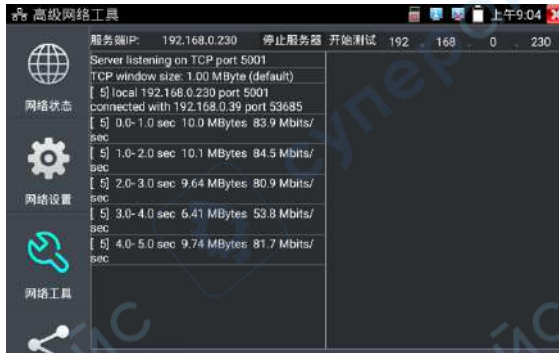 高级网络工具
上午9:04
服务端IP: 192.168.0.230 停止服务器 开始测试 192 . 168 . 0 . 230
Server listening on TCP port 5001
TCP window size: 1.00 MByte (default)
[ 5] local 192.168.0.230 port 5001
connected with 192.168.0.39 port 53685
[ 5] 0.0- 1.0 sec 10.0 MBytes 83.9 Mbits/
sec
[ 5] 1.0- 2.0 sec 10.1 MBytes 84.5 Mbits/
sec
[ 5] 2.0- 3.0 sec 9.64 MBytes 80.9 Mbits/
sec
[ 5] 3.0- 4.0 sec 6.41 MBytes 53.8 Mbits/
sec
[ 5] 4.0- 5.0 sec 9.74 MBytes 81.7 Mbits/
sec
网络状态
网络设置
网络工具